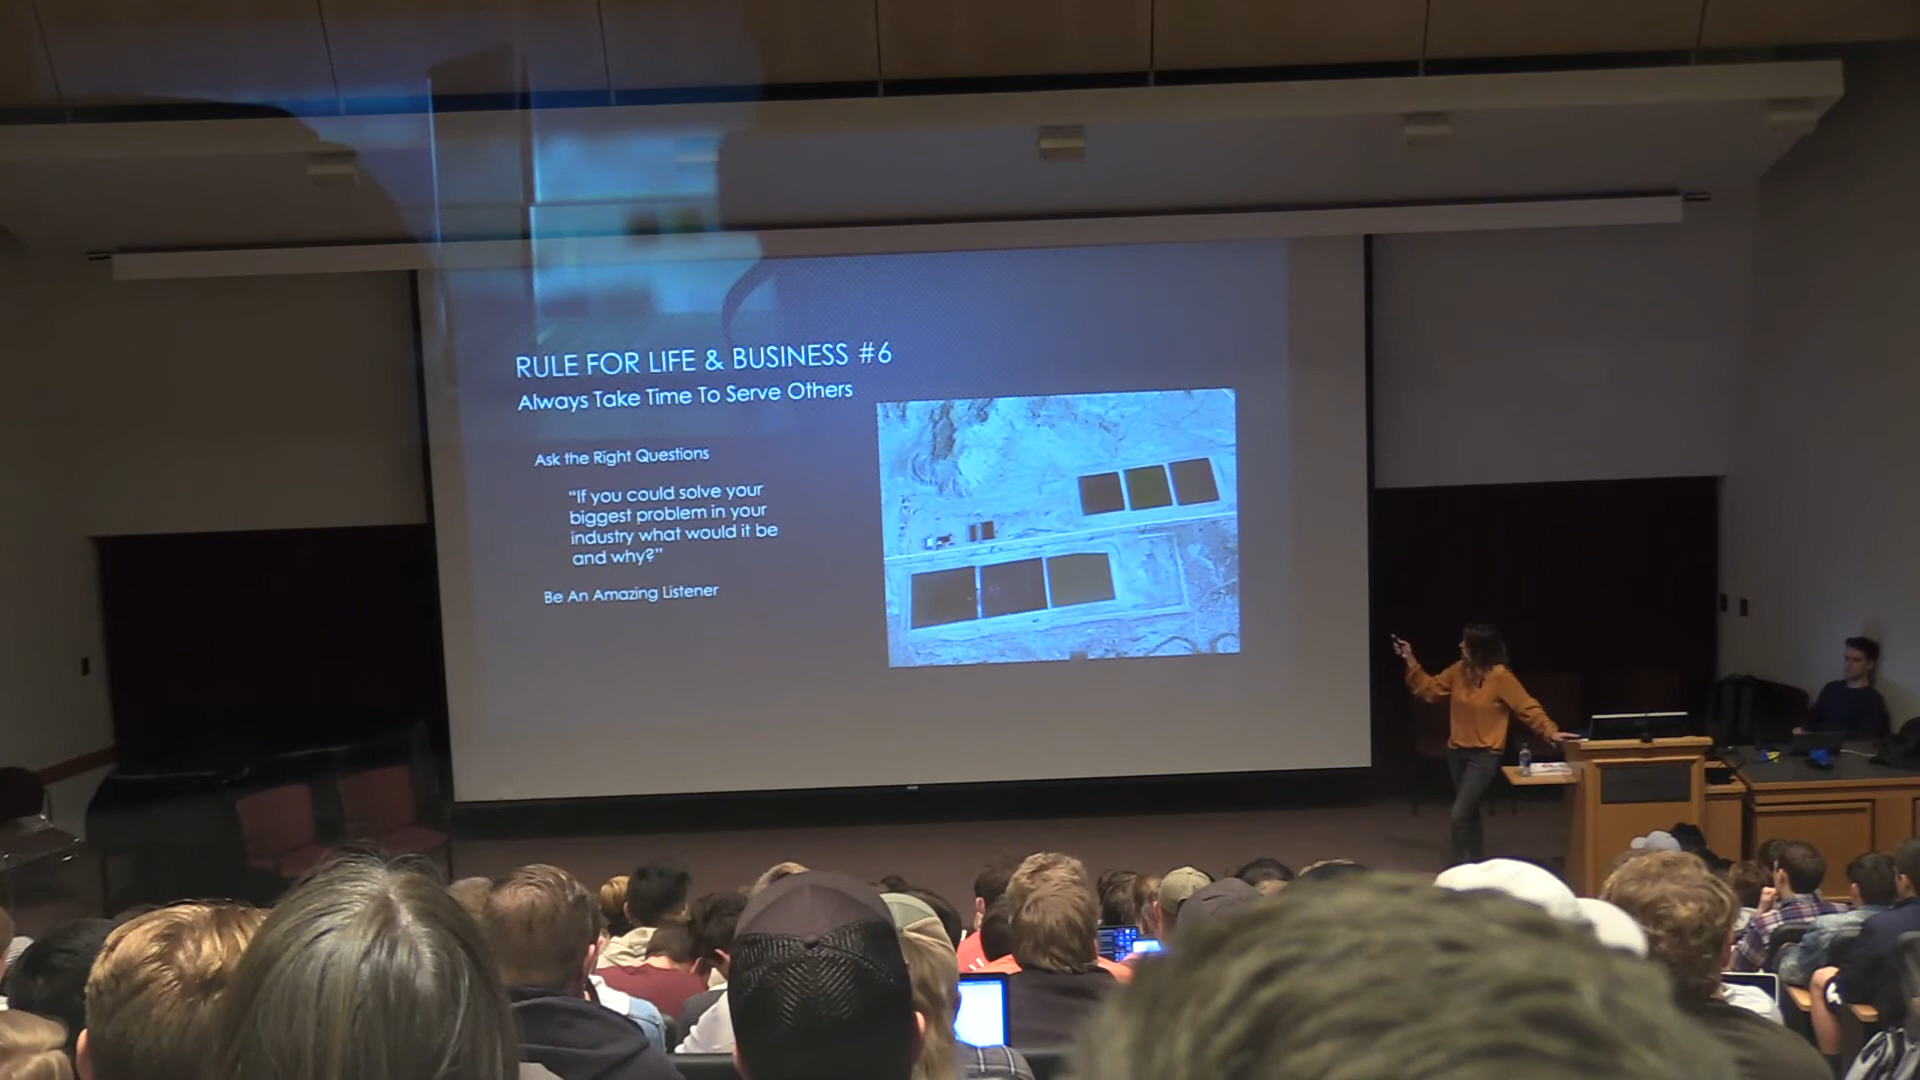 RULE FOR LIFE & BUSINESS #6
Always Take Time To Serve Others
Ask the Right Questions
“If you could solve your
biggest problem in your
industry what would it be
and why?”
Be An Amazing Listener